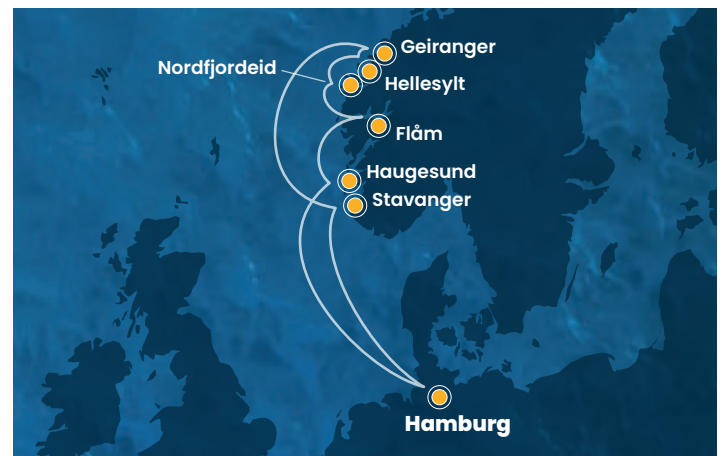 Geiranger
Nordfjordeid
Hellesylt
Flåm
Haugesund
Stavanger
Hamburg